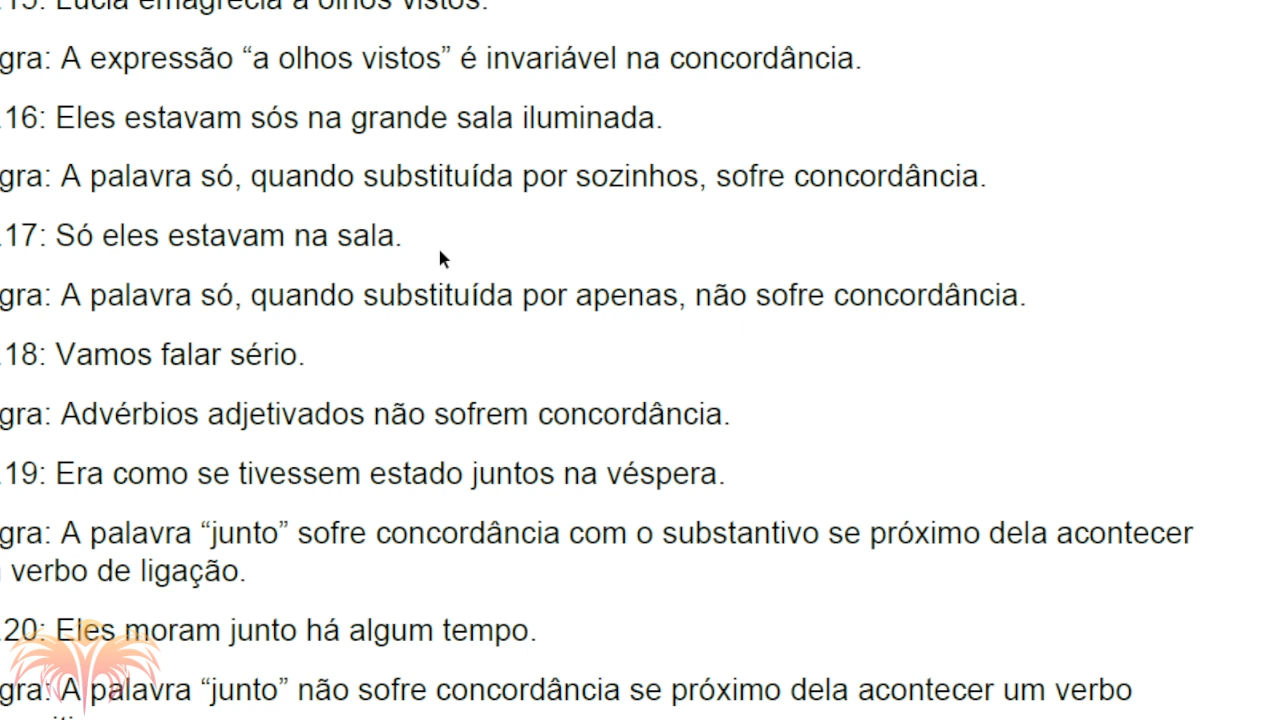 15: Lúcia emagrecia a olhos vistos.
gra: A expressão “a olhos vistos” é invariável na concordância.
.16: Eles estavam sós na grande sala iluminada.
gra: A palavra só, quando substituída por sozinhos, sofre concordância.
.17: Só eles estavam na sala.
gra: A palavra só, quando substituída por apenas, não sofre concordância.
.18: Vamos falar sério.
gra: Advérbios adjetivados não sofrem concordância.
.19: Era como se tivessem estado juntos na véspera.
gra: A palavra “junto” sofre concordância com o substantivo se próximo dela acontecer
verbo de ligação.
.20: Eles moram junto há algum tempo.
gra: A palavra “junto” não sofre concordância se próximo dela acontecer um verbo